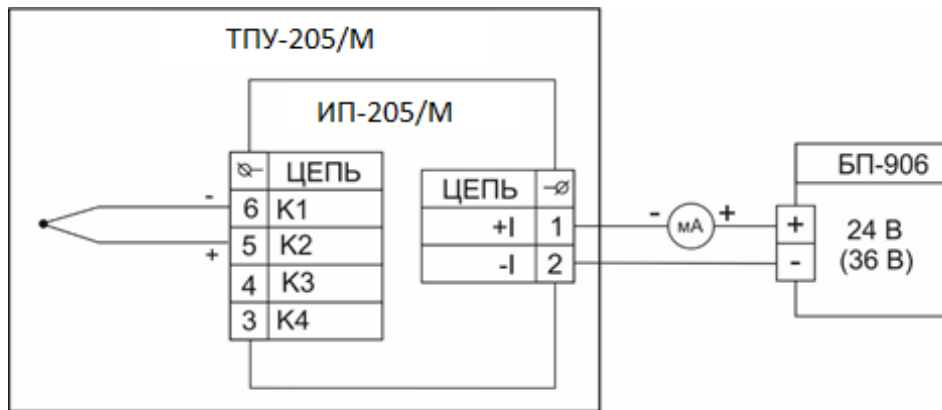 ТПУ-205/М
ИП-205/М
ЦЕПЬ
- 6 К1
+ 5 К2
4 К3
3 К4
ЦЕПЬ
+I 1
-I 2
- мА +
БП-906
+
-
24 В
(36 В)